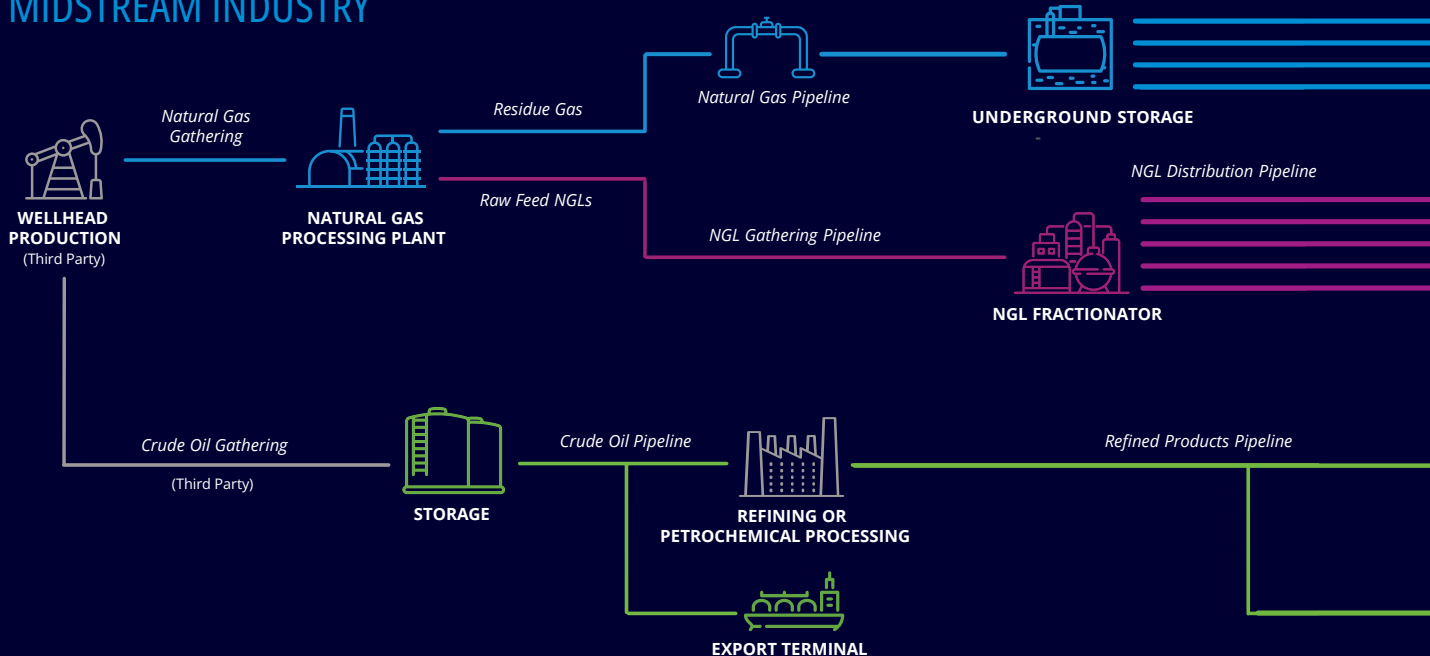 MIDSTREAM INDUSTRY
Natural Gas
Gathering
Residue Gas
Natural Gas Pipeline
UNDERGROUND STORAGE
WELLHEAD
PRODUCTION
(Third Party)
NATURAL GAS
PROCESSING PLANT
Raw Feed NGLs
NGL Gathering Pipeline
NGL Distribution Pipeline
NGL FRACTIONATOR
Crude Oil Gathering
(Third Party)
STORAGE
Crude Oil Pipeline
REFINING OR
PETROCHEMICAL PROCESSING
Refined Products Pipeline
EXPORT TERMINAL